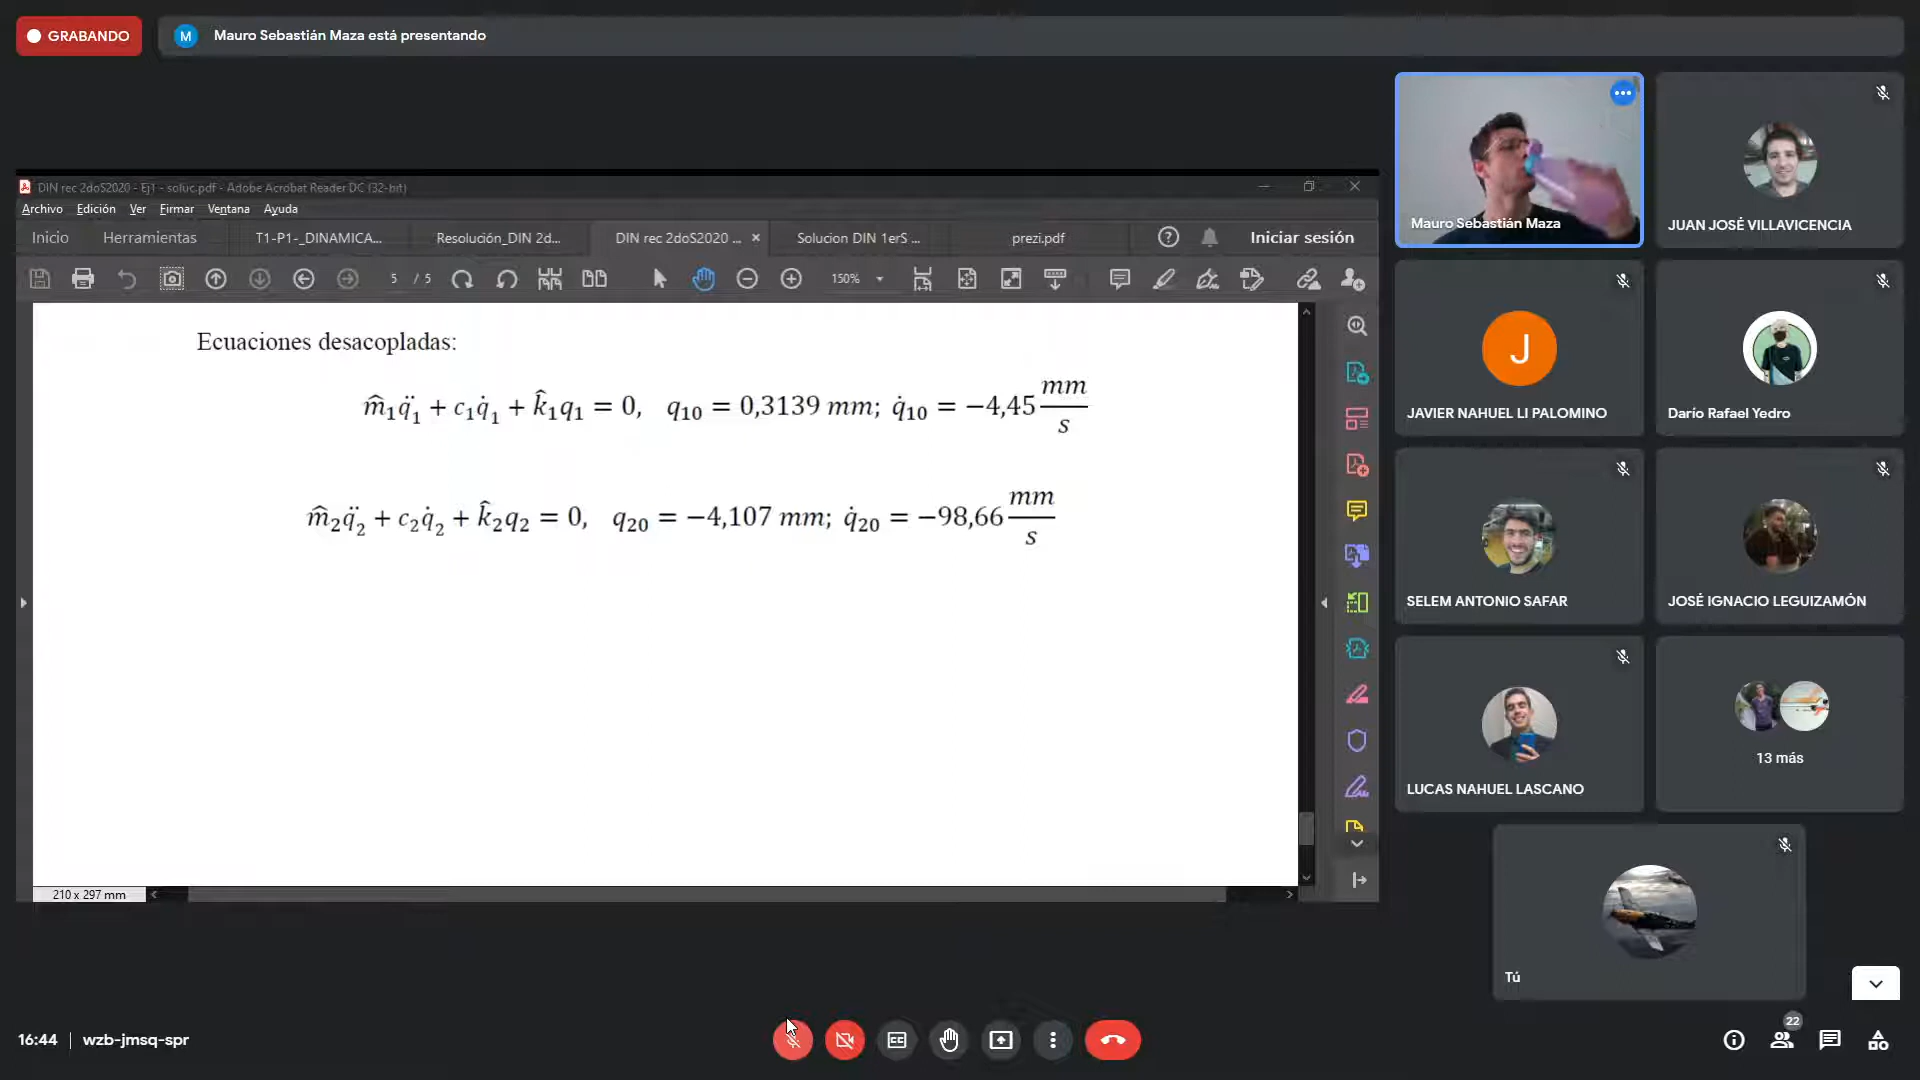 GRABANDO
M
Mauro Sebastián Maza está presentando
DIN rec 2doS2020 - Ej1 - soluc.pdf - Adobe Acrobat Reader DC (32-bit)
Archivo Edición Ver Firmar Ventana Ayuda
Inicio Herramientas T1-P1-_DINAMICA... Resolución_DIN 2d... DIN rec 2doS2020 ... × Solucion DIN 1erS ... prezi.pdf Iniciar sesión
5 / 5 150%
Ecuaciones desacopladas:
m̂₁q̈₁ + c₁q̇₁ + k̂₁q₁ = 0, q₁₀ = 0,3139 mm; q̇₁₀ = −4,45 mm/s
m̂₂q̈₂ + c₂q̇₂ + k̂₂q₂ = 0, q₂₀ = −4,107 mm; q̇₂₀ = −98,66 mm/s
210 x 297 mm
Mauro Sebastián Maza
JUAN JOSÉ VILLAVICENCIA
J
JAVIER NAHUEL LI PALOMINO
Darío Rafael Yedro
SELEM ANTONIO SAFAR
JOSÉ IGNACIO LEGUIZAMÓN
LUCAS NAHUEL LASCANO
13 más
Tú
16:44 | wzb-jmsq-spr
22